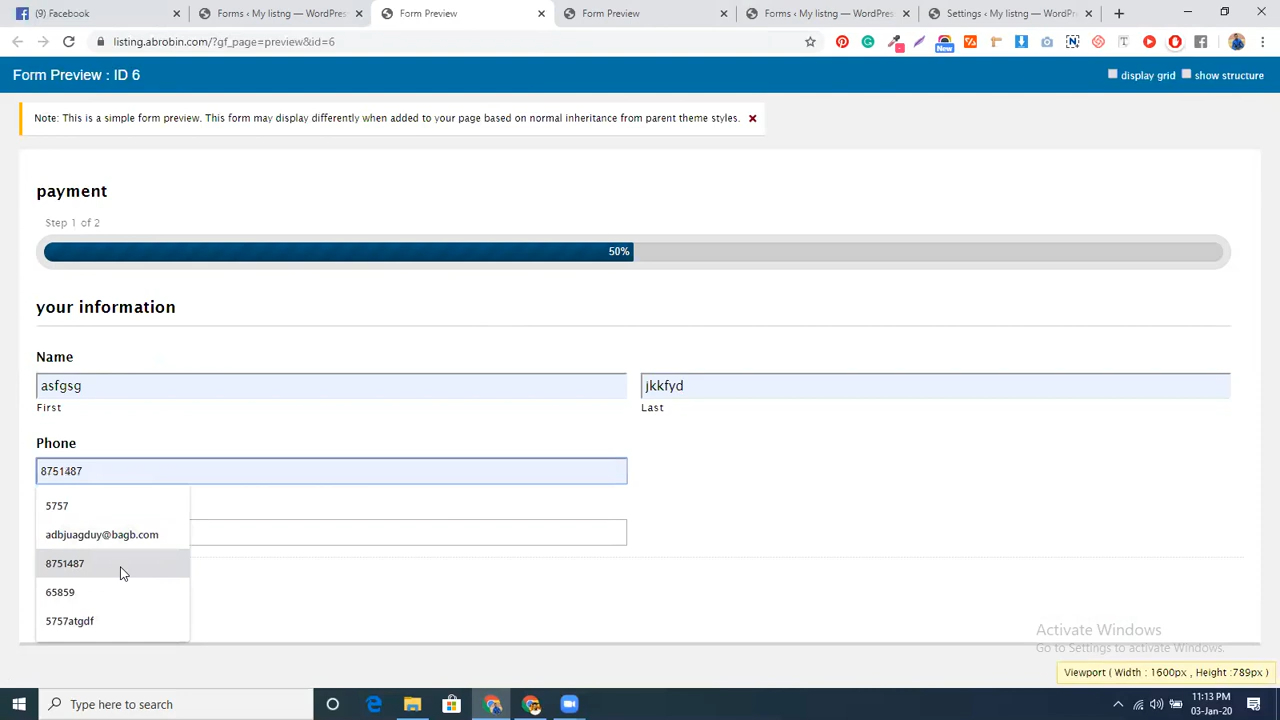 (9) Facebook
Forms ‹ My listng — WordPres
Form Preview
Form Preview
Forms ‹ My listng — WordPres
Settings ‹ My listng — WordPr
listing.abrobin.com/?gf_page=preview&id=6
New
Form Preview : ID 6
display grid
show structure
Note: This is a simple form preview. This form may display differently when added to your page based on normal inheritance from parent theme styles.
payment
Step 1 of 2
50%
your information
Name
asfgsg
jkkfyd
First
Last
Phone
8751487
5757
adbjuagduy@bagb.com
8751487
65859
5757atgdf
Activate Windows
Go to Settings to activate Windows.
Viewport ( Width : 1600px , Height :789px )
Type here to search
11:13 PM
03-Jan-20